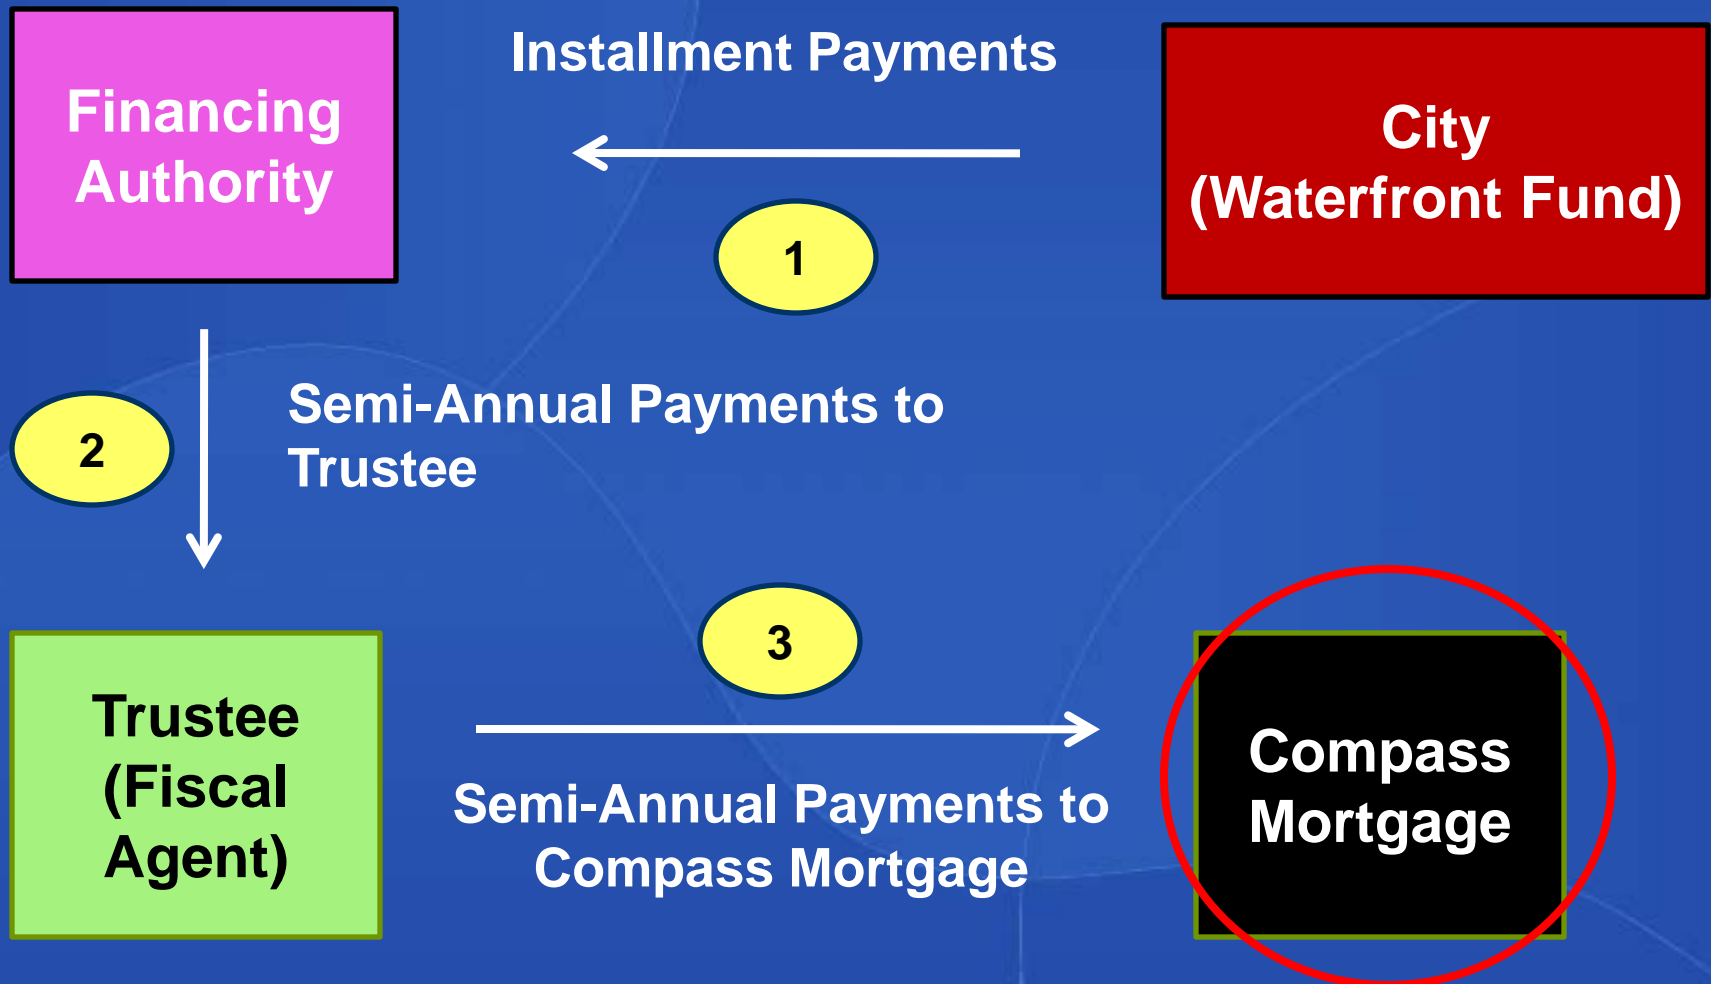 Financing
Authority
Installment Payments
City
(Waterfront Fund)
1
2
Semi-Annual Payments to
Trustee
3
Trustee
(Fiscal
Agent)
Semi-Annual Payments to
Compass Mortgage
Compass
Mortgage